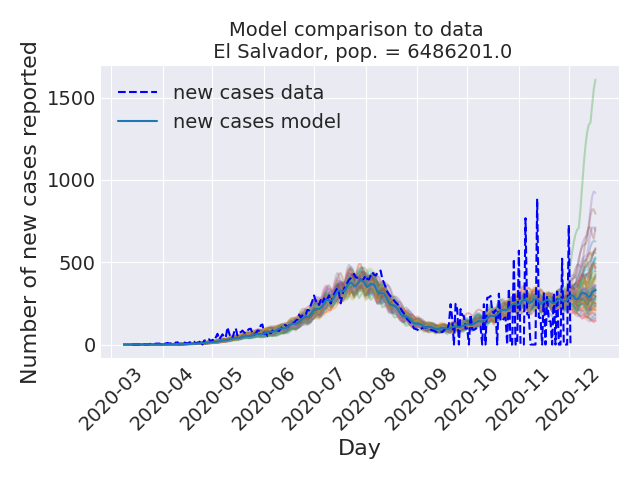 Model comparison to data
El Salvador, pop. = 6486201.0
new cases data
new cases model
Number of new cases reported
1500
1000
500
0
2020-03
2020-04
2020-05
2020-06
2020-07
2020-08
2020-09
2020-10
2020-11
2020-12
Day